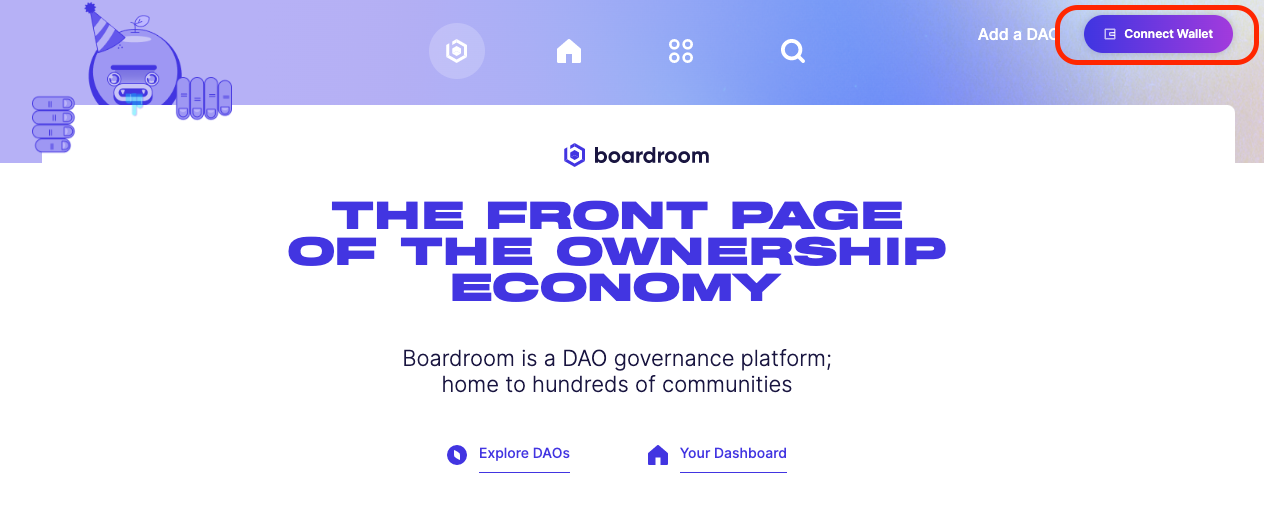 Add a DAO
Connect Wallet
boardroom
THE FRONT PAGE
OF THE OWNERSHIP
ECONOMY
Boardroom is a DAO governance platform;
home to hundreds of communities
Explore DAOs
Your Dashboard